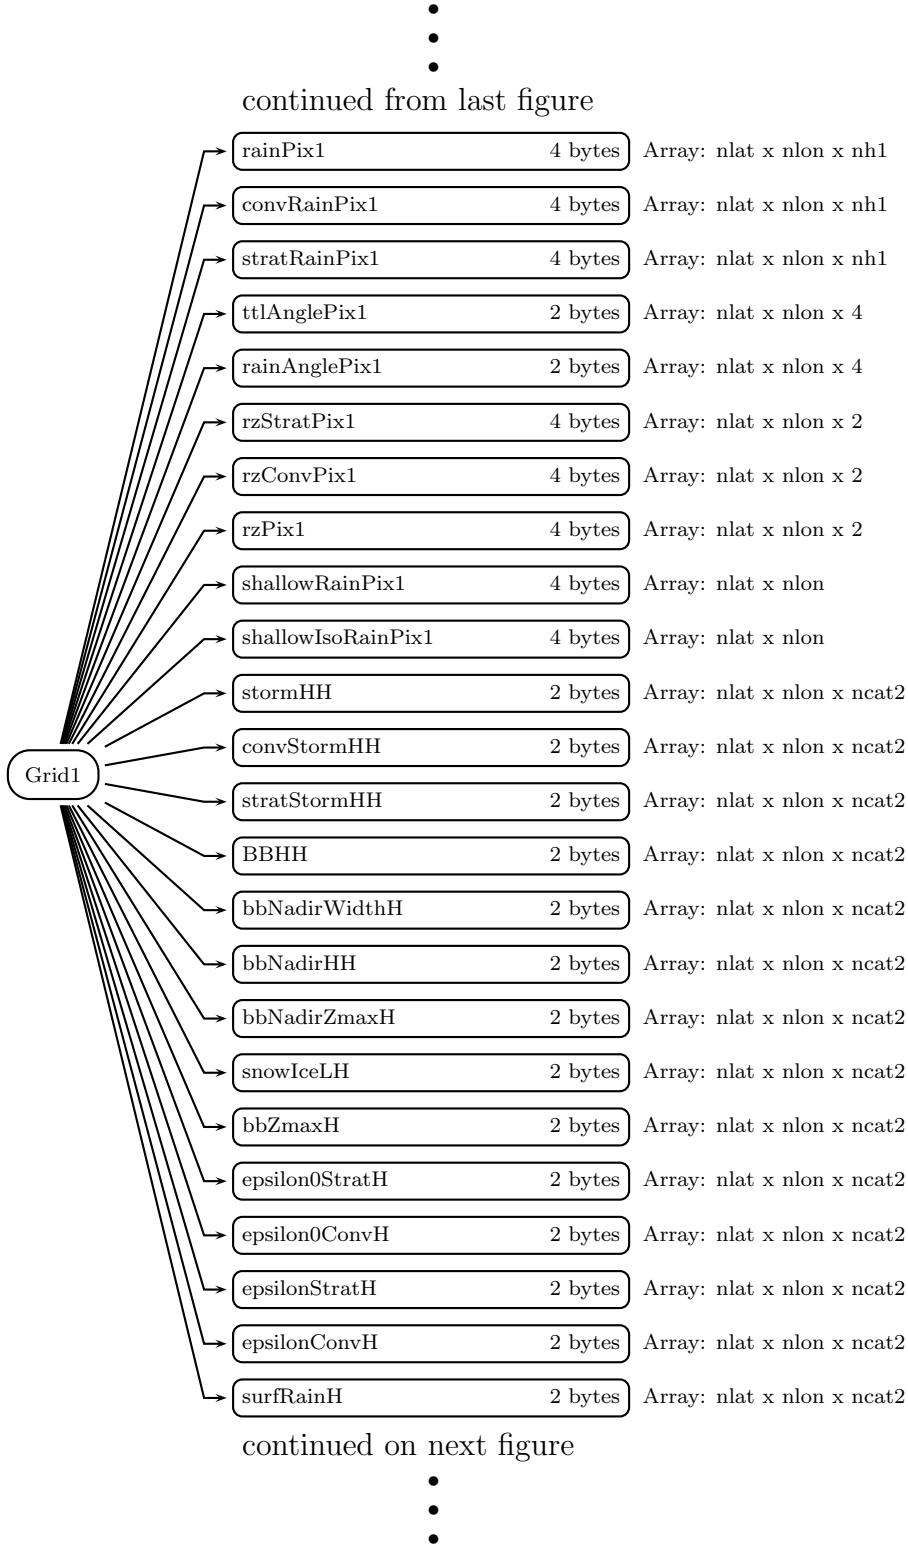 continued from last figure
rainPix1 4 bytes Array: nlat x nlon x nh1
convRainPix1 4 bytes Array: nlat x nlon x nh1
stratRainPix1 4 bytes Array: nlat x nlon x nh1
ttlAnglePix1 2 bytes Array: nlat x nlon x 4
rainAnglePix1 2 bytes Array: nlat x nlon x 4
rzStratPix1 4 bytes Array: nlat x nlon x 2
rzConvPix1 4 bytes Array: nlat x nlon x 2
rzPix1 4 bytes Array: nlat x nlon x 2
shallowRainPix1 4 bytes Array: nlat x nlon
shallowIsoRainPix1 4 bytes Array: nlat x nlon
stormHH 2 bytes Array: nlat x nlon x ncat2
convStormHH 2 bytes Array: nlat x nlon x ncat2
Grid1
stratStormHH 2 bytes Array: nlat x nlon x ncat2
BBHH 2 bytes Array: nlat x nlon x ncat2
bbNadirWidthH 2 bytes Array: nlat x nlon x ncat2
bbNadirHH 2 bytes Array: nlat x nlon x ncat2
bbNadirZmaxH 2 bytes Array: nlat x nlon x ncat2
snowIceLH 2 bytes Array: nlat x nlon x ncat2
bbZmaxH 2 bytes Array: nlat x nlon x ncat2
epsilon0StratH 2 bytes Array: nlat x nlon x ncat2
epsilon0ConvH 2 bytes Array: nlat x nlon x ncat2
epsilonStratH 2 bytes Array: nlat x nlon x ncat2
epsilonConvH 2 bytes Array: nlat x nlon x ncat2
surfRainH 2 bytes Array: nlat x nlon x ncat2
continued on next figure